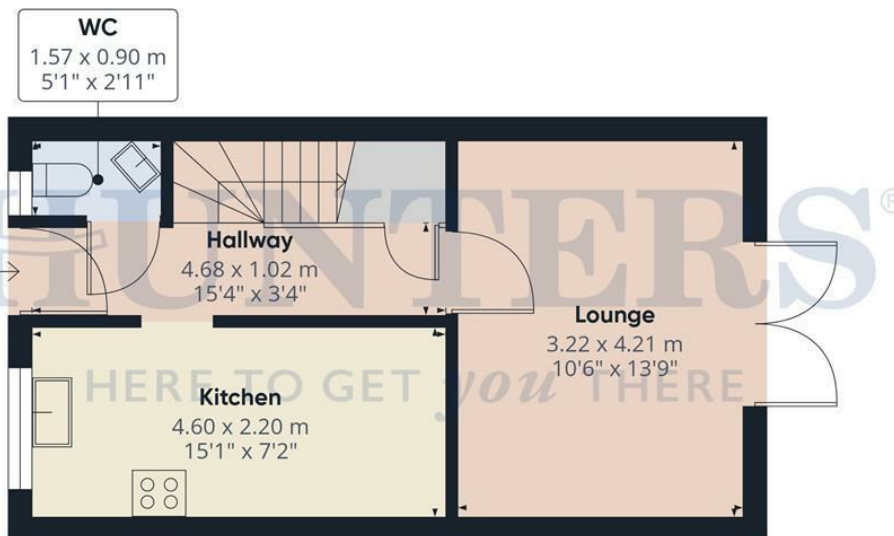 WC
1.57 x 0.90 m
5'1" x 2'11"
HUNTERS®
Hallway
4.68 x 1.02 m
15'4" x 3'4"
Lounge
3.22 x 4.21 m
10'6" x 13'9"
HERE TO GET you THERE
Kitchen
4.60 x 2.20 m
15'1" x 7'2"